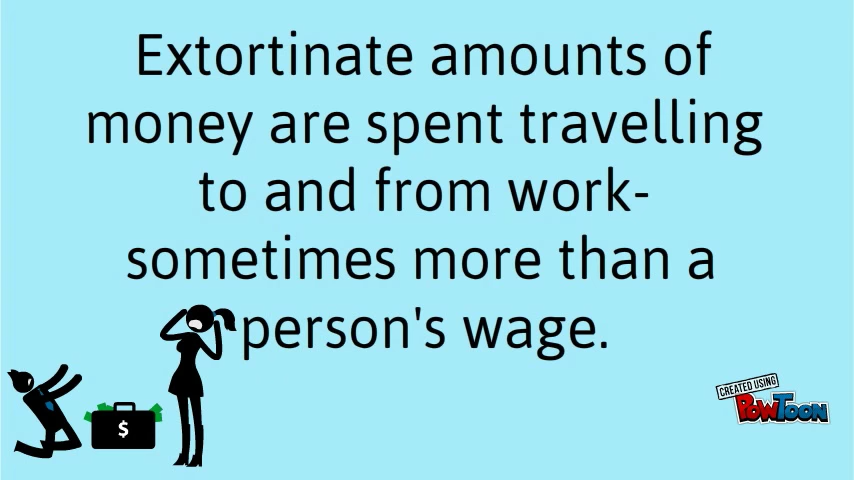 Extortinate amounts of
money are spent travelling
to and from work-
sometimes more than a
person's wage.
$
CREATED USING
POWTOON